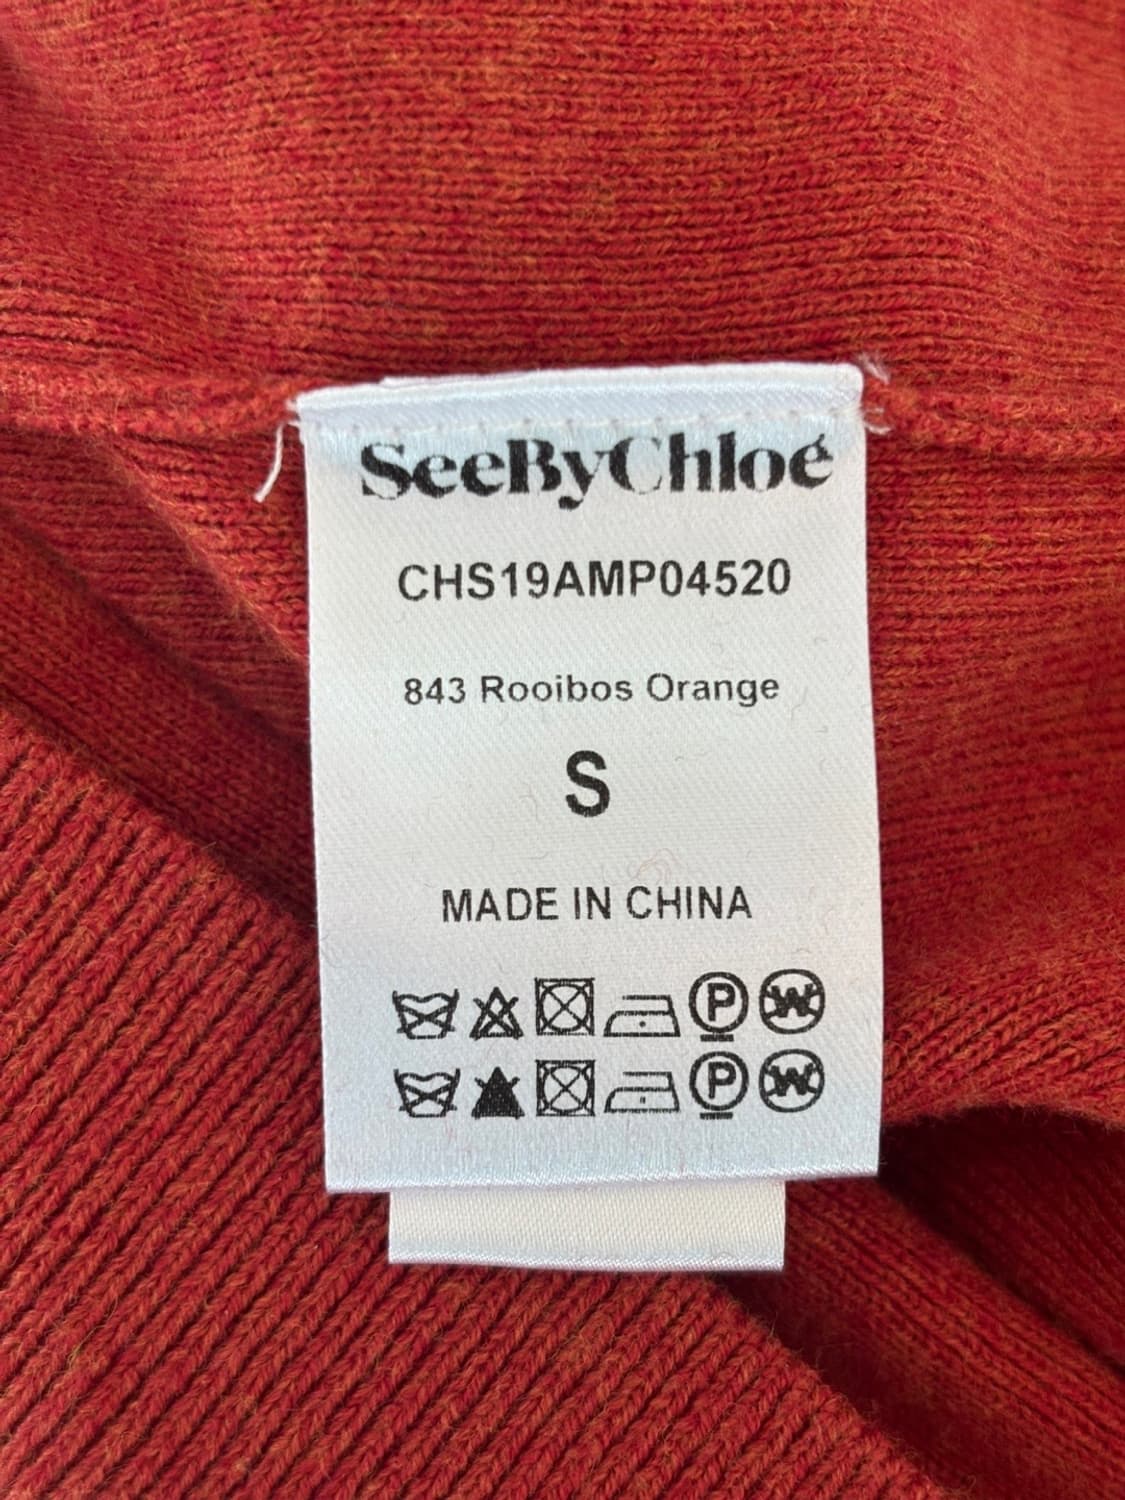 SeeByChloé
CHS19AMP04520
843 Rooibos Orange
S
MADE IN CHINA
P W
P W